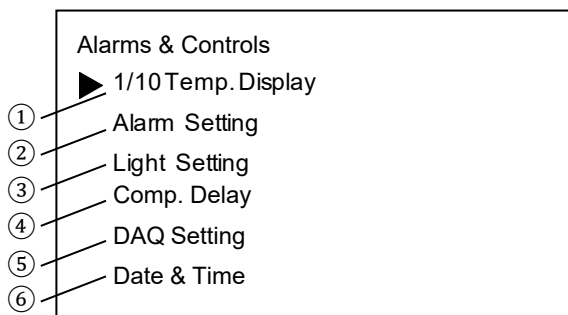 Alarms & Controls
▶ 1/10 Temp. Display
① Alarm Setting
② Light Setting
③ Comp. Delay
④ DAQ Setting
⑤ Date & Time
⑥